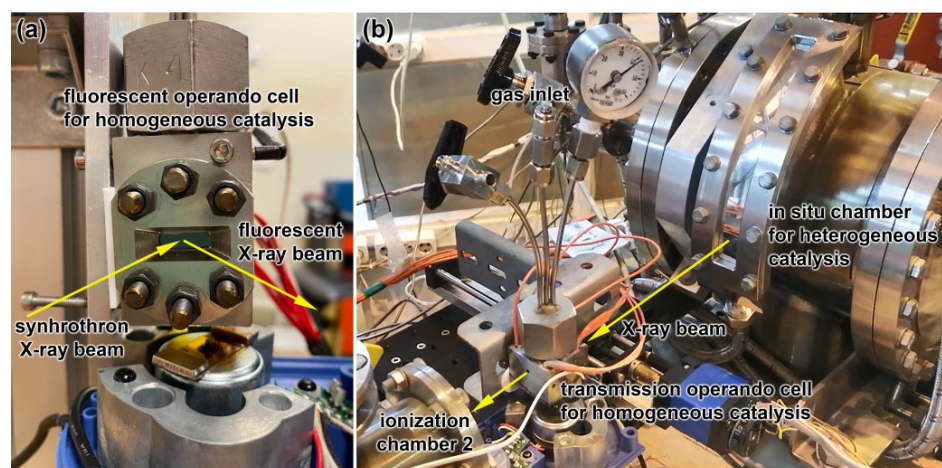 (a)
fluorescent operando cell
for homogeneous catalysis
fluorescent
X-ray beam
synhrothron
X-ray beam
(b)
gas inlet
in situ chamber
for heterogeneous
catalysis
X-ray beam
transmission operando cell
for homogeneous catalysis
ionization
chamber 2